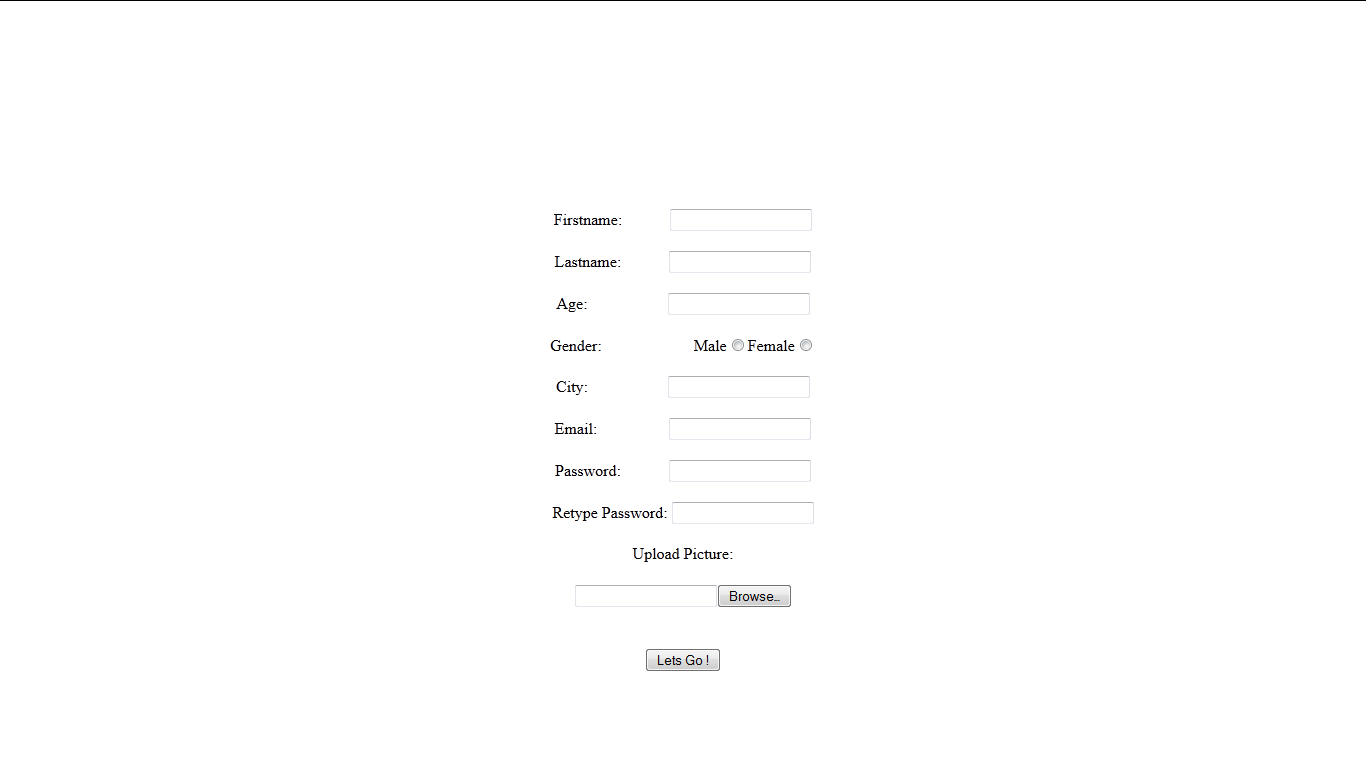 Firstname:
Lastname:
Age:
Gender: Male Female
City:
Email:
Password:
Retype Password:
Upload Picture:
Browse...
Lets Go !